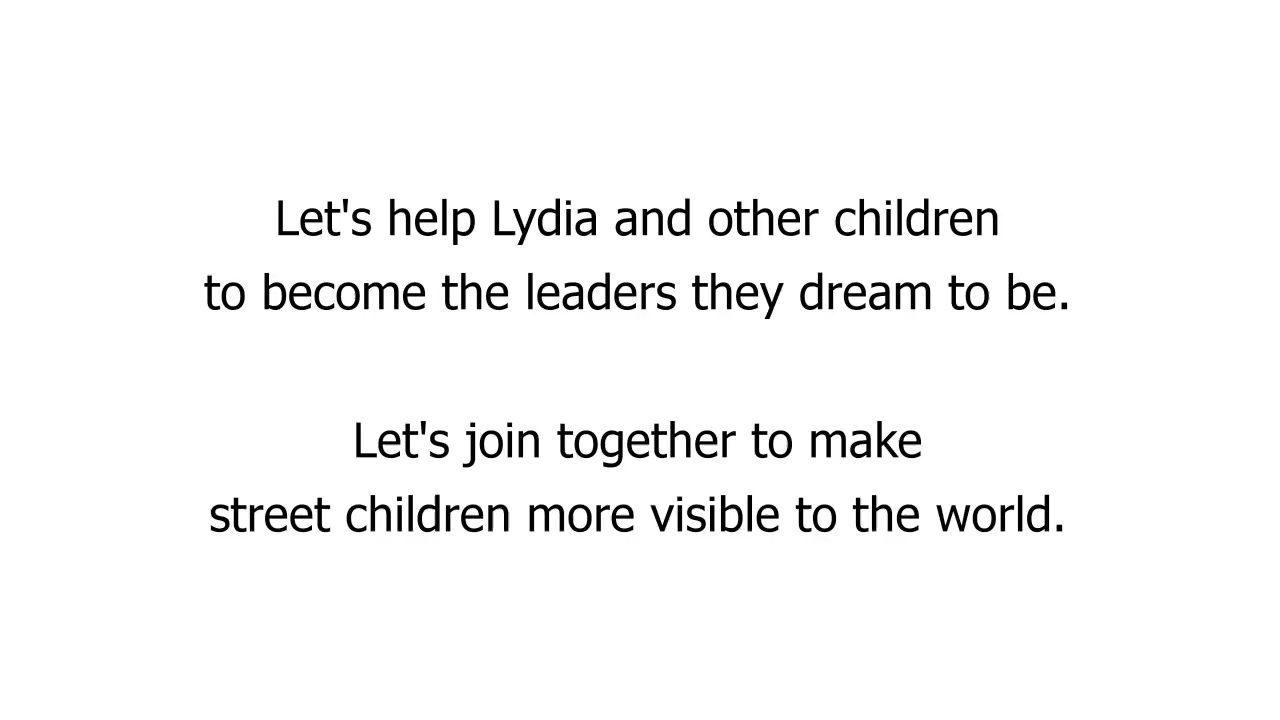 Let's help Lydia and other children
to become the leaders they dream to be.
Let's join together to make
street children more visible to the world.